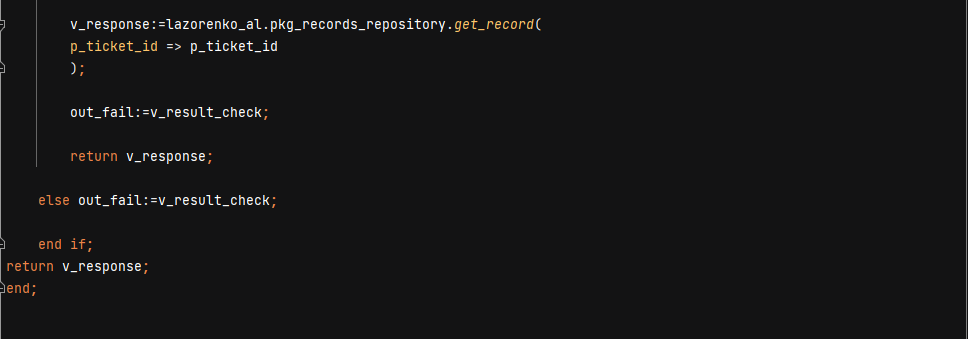 v_response:=lazorenko_al.pkg_records_repository.get_record(
p_ticket_id => p_ticket_id
);
out_fail:=v_result_check;
return v_response;
else out_fail:=v_result_check;
end if;
return v_response;
end;